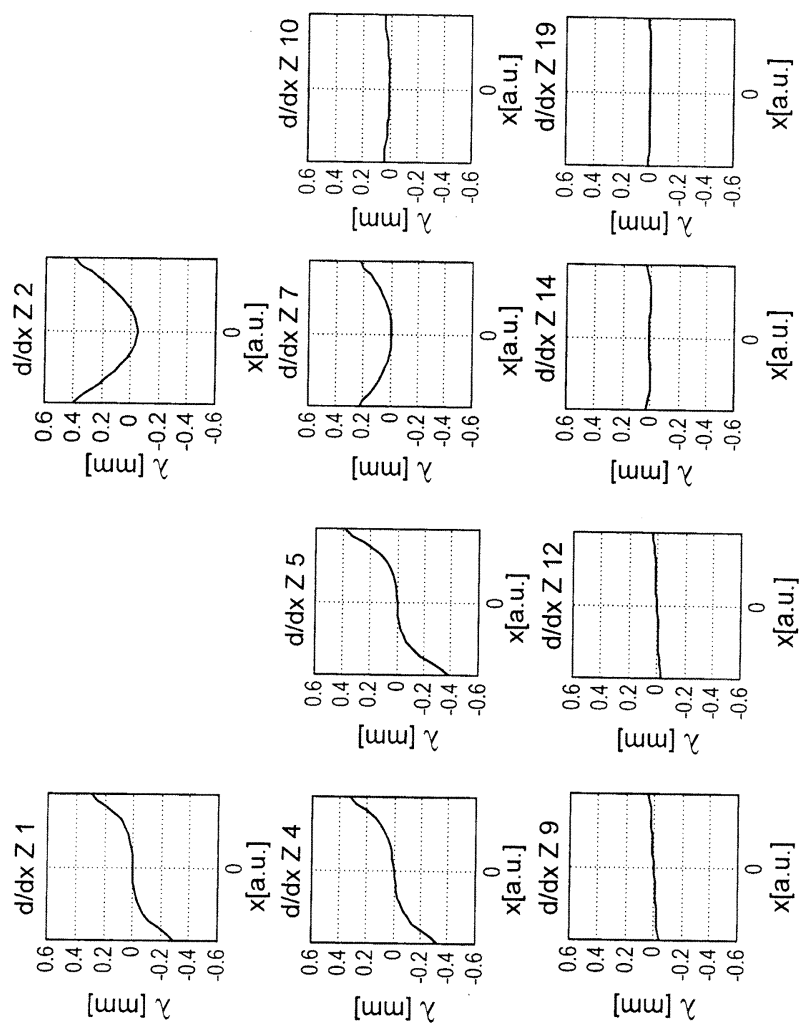 d/dx Z 1
0.6
0.4
0.2
0
-0.2
-0.4
-0.6
λ [mm]
0
x[a.u.]
d/dx Z 2
0.6
0.4
0.2
0
-0.2
-0.4
-0.6
λ [mm]
0
x[a.u.]
d/dx Z 4
0.6
0.4
0.2
0
-0.2
-0.4
-0.6
λ [mm]
0
x[a.u.]
d/dx Z 5
0.6
0.4
0.2
0
-0.2
-0.4
-0.6
λ [mm]
0
x[a.u.]
d/dx Z 7
0.6
0.4
0.2
0
-0.2
-0.4
-0.6
λ [mm]
0
x[a.u.]
d/dx Z 10
0.6
0.4
0.2
0
-0.2
-0.4
-0.6
λ [mm]
0
x[a.u.]
d/dx Z 9
0.6
0.4
0.2
0
-0.2
-0.4
-0.6
λ [mm]
0
x[a.u.]
d/dx Z 12
0.6
0.4
0.2
0
-0.2
-0.4
-0.6
λ [mm]
0
x[a.u.]
d/dx Z 14
0.6
0.4
0.2
0
-0.2
-0.4
-0.6
λ [mm]
0
x[a.u.]
d/dx Z 19
0.6
0.4
0.2
0
-0.2
-0.4
-0.6
λ [mm]
0
x[a.u.]